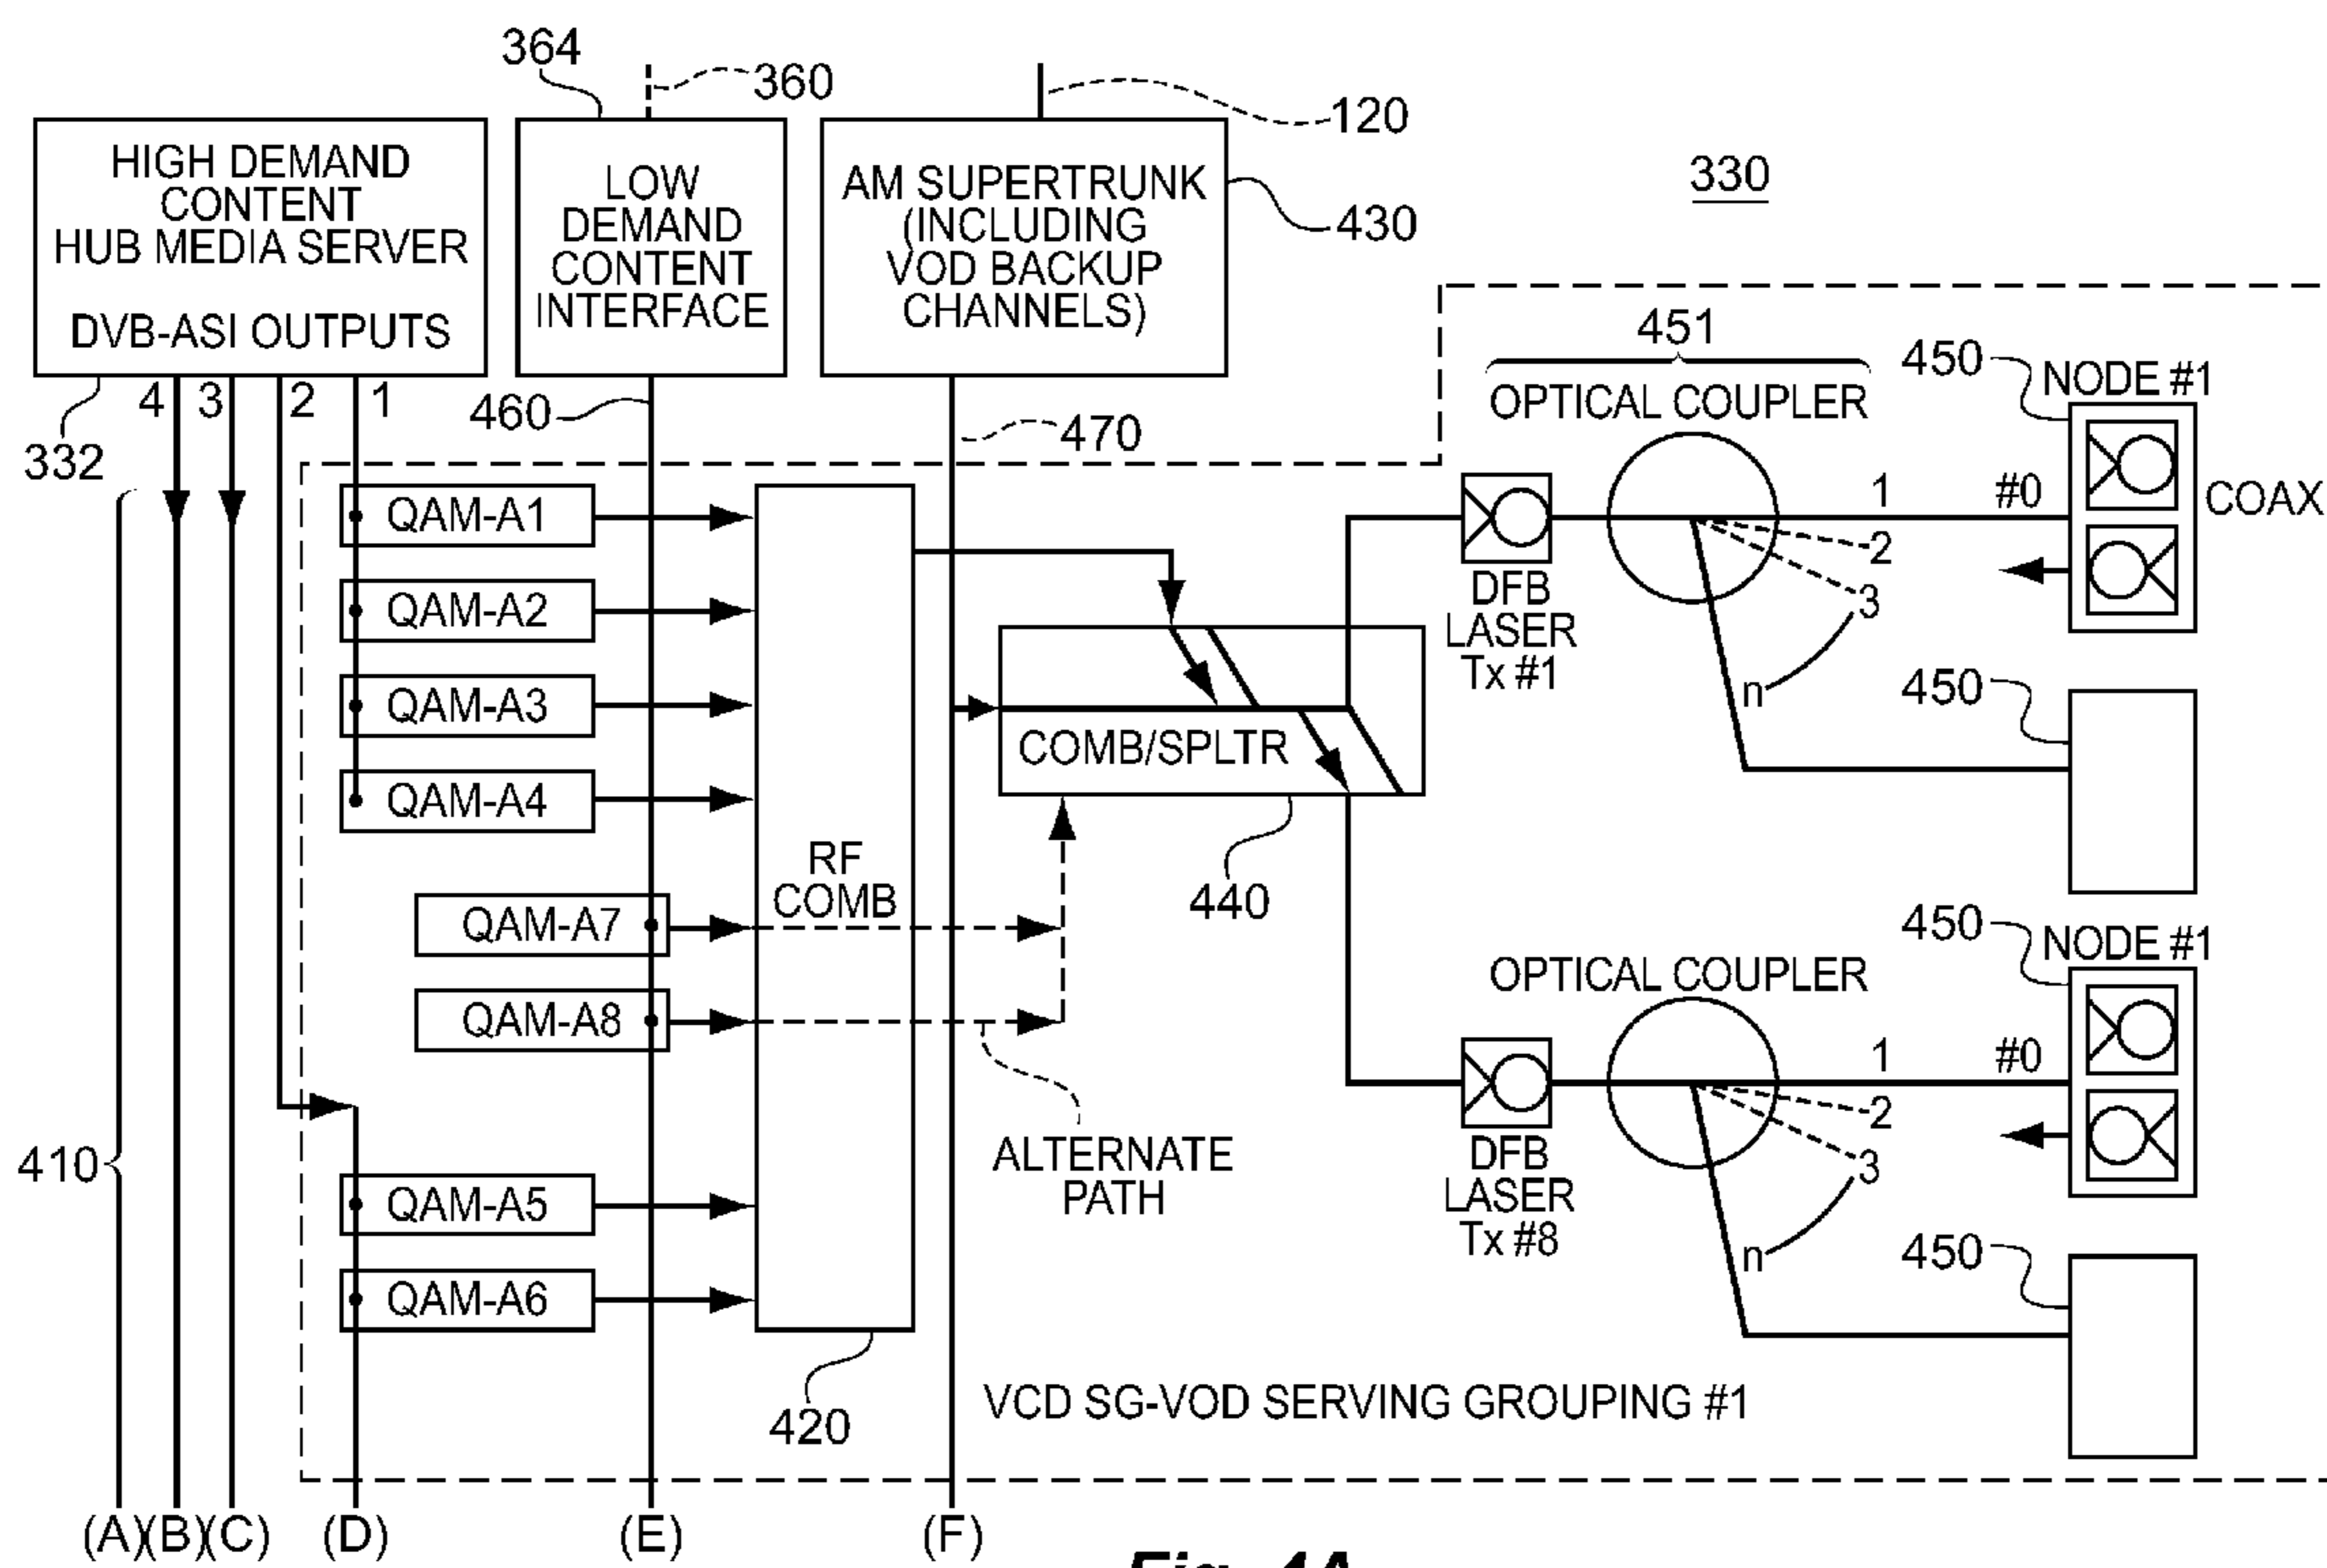 364
360
120
HIGH DEMAND
CONTENT
HUB MEDIA SERVER
DVB-ASI OUTPUTS
LOW
DEMAND
CONTENT
INTERFACE
AM SUPERTRUNK
(INCLUDING
VOD BACKUP
CHANNELS)
330
430
4 3 2 1
332
460
470
451
OPTICAL COUPLER
450
NODE #1
COAX
QAM-A1
QAM-A2
QAM-A3
QAM-A4
QAM-A7
QAM-A8
QAM-A5
QAM-A6
410
RF
COMB
420
COMB/SPLTR
440
ALTERNATE
PATH
DFB
LASER
Tx #1
1
#0
2
3
n
450
OPTICAL COUPLER
450
NODE #1
DFB
LASER
Tx #8
1
#0
2
3
n
450
VCD SG-VOD SERVING GROUPING #1
(A) (B) (C) (D) (E) (F)
Fig. 4A